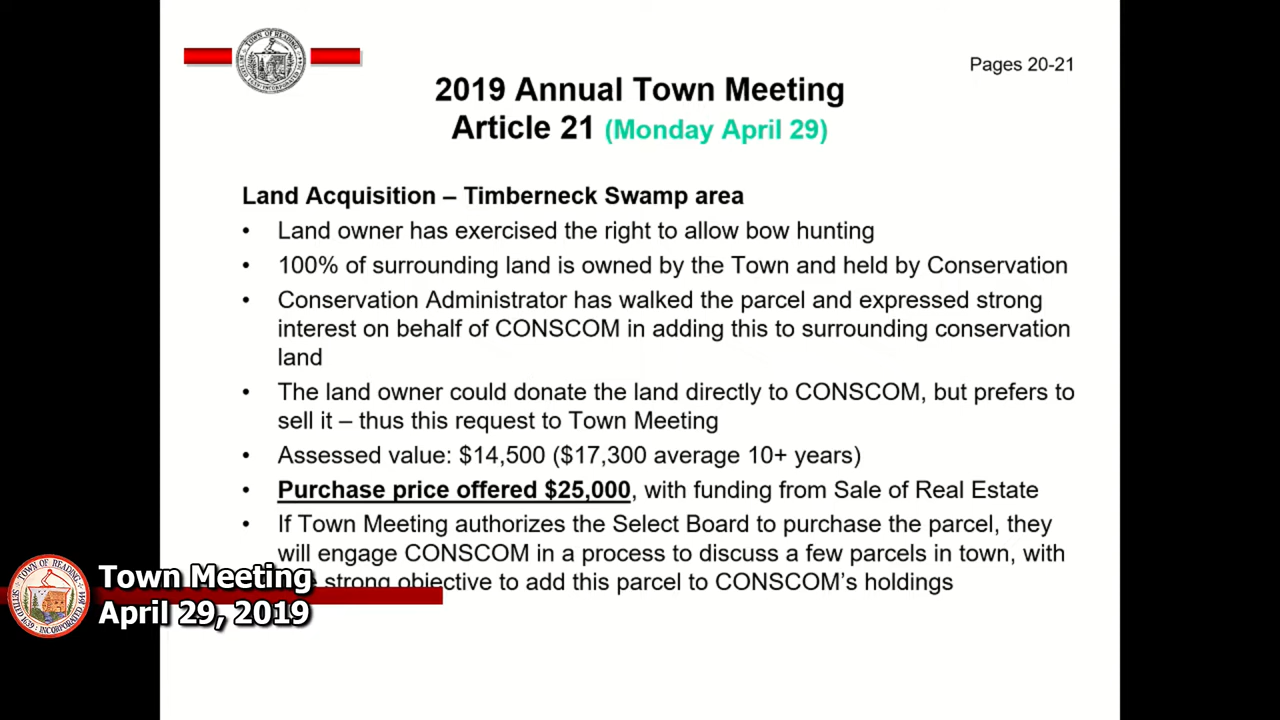 TOWN OF READING
Pages 20-21
2019 Annual Town Meeting
Article 21 (Monday April 29)
Land Acquisition – Timberneck Swamp area
• Land owner has exercised the right to allow bow hunting
• 100% of surrounding land is owned by the Town and held by Conservation
• Conservation Administrator has walked the parcel and expressed strong
interest on behalf of CONSCOM in adding this to surrounding conservation
land
• The land owner could donate the land directly to CONSCOM, but prefers to
sell it – thus this request to Town Meeting
• Assessed value: $14,500 ($17,300 average 10+ years)
• Purchase price offered $25,000, with funding from Sale of Real Estate
• If Town Meeting authorizes the Select Board to purchase the parcel, they
will engage CONSCOM in a process to discuss a few parcels in town, with
strong objective to add this parcel to CONSCOM's holdings
TOWN OF READING
Town Meeting
April 29, 2019